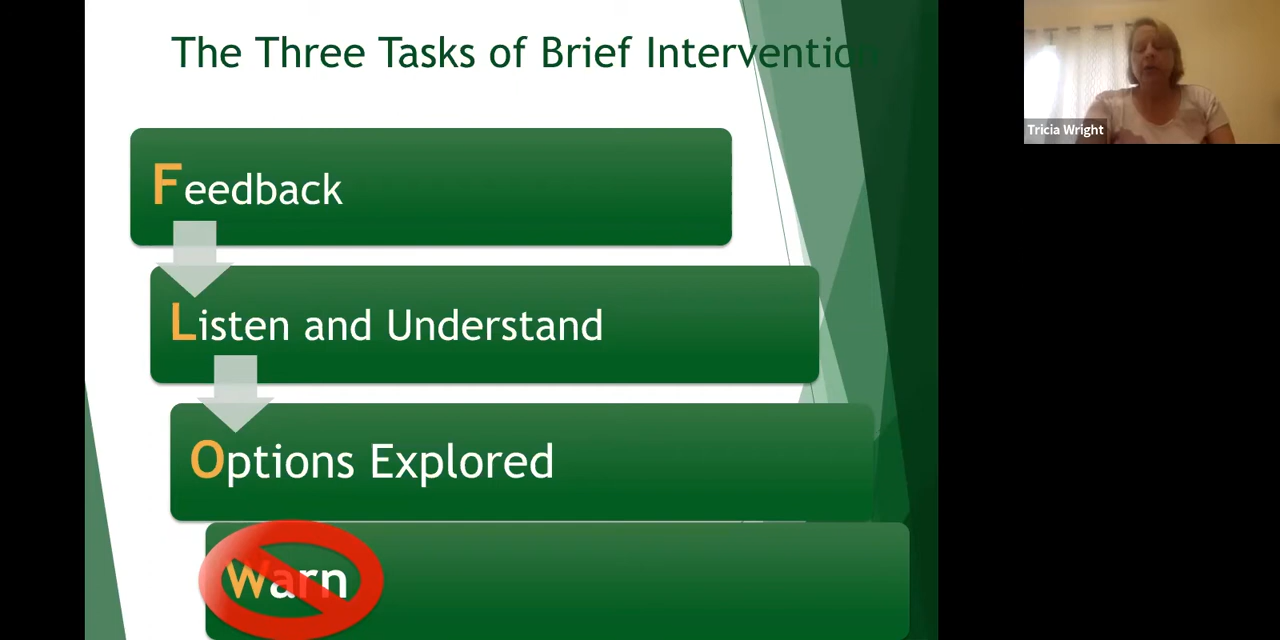 The Three Tasks of Brief Intervention
Feedback
Listen and Understand
Options Explored
Warn
Tricia Wright